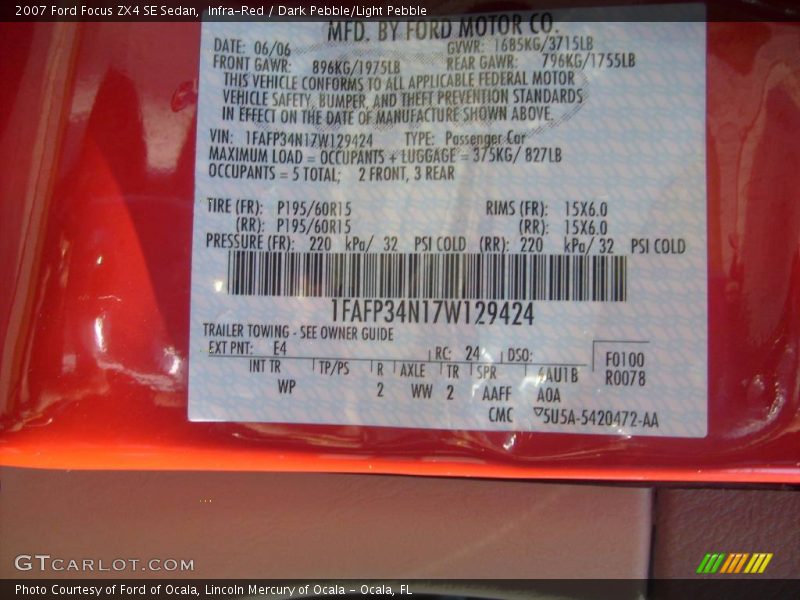 2007 Ford Focus ZX4 SE Sedan, Infra-Red / Dark Pebble/Light Pebble
MFD. BY FORD MOTOR CO.
DATE: 06/06 GVWR: 1685KG/3715LB
FRONT GAWR: 896KG/1975LB REAR GAWR: 796KG/1755LB
THIS VEHICLE CONFORMS TO ALL APPLICABLE FEDERAL MOTOR
VEHICLE SAFETY, BUMPER, AND THEFT PREVENTION STANDARDS
IN EFFECT ON THE DATE OF MANUFACTURE SHOWN ABOVE.
VIN: 1FAFP34N17W129424 TYPE: Passenger Car
MAXIMUM LOAD = OCCUPANTS + LUGGAGE = 375KG/ 827LB
OCCUPANTS = 5 TOTAL; 2 FRONT, 3 REAR
TIRE (FR): P195/60R15 RIMS (FR): 15X6.0
(RR): P195/60R15 (RR): 15X6.0
PRESSURE (FR): 220 kPa/ 32 PSI COLD (RR): 220 kPa/ 32 PSI COLD
1FAFP34N17W129424
TRAILER TOWING - SEE OWNER GUIDE
EXT PNT: E4 RC: 24 DSO: F0100
INT TR TP/PS R AXLE TR SPR 6AU1B R0078
WP 2 WW 2 AAFF AOA
CMC 5U5A-5420472-AA
GTCARLOT.COM
Photo Courtesy of Ford of Ocala, Lincoln Mercury of Ocala - Ocala, FL